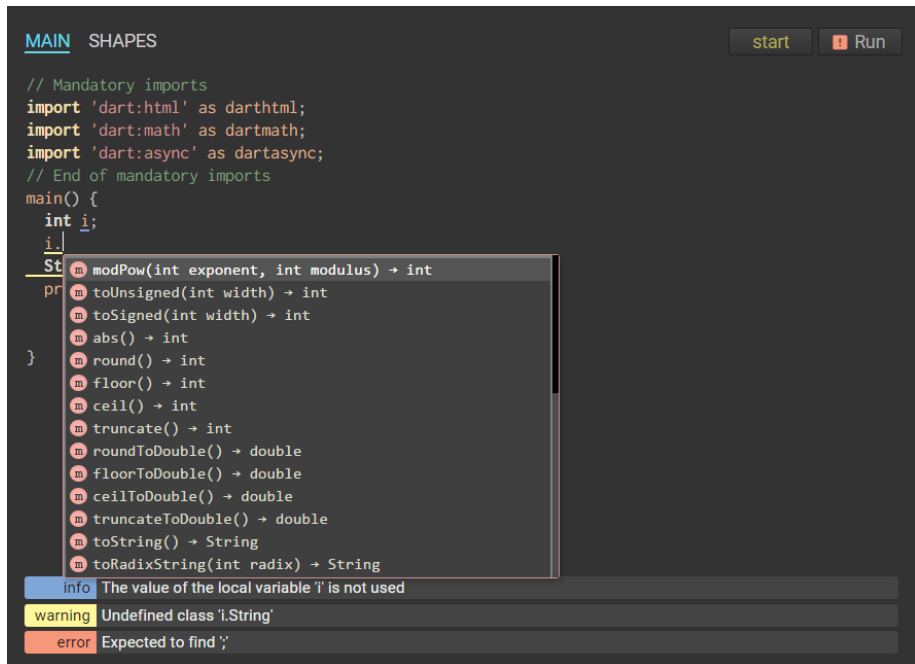 MAIN SHAPES start ! Run
// Mandatory imports
import 'dart:html' as darthtml;
import 'dart:math' as dartmath;
import 'dart:async' as dartasync;
// End of mandatory imports
main() {
int i;
i.
St
pr
}
m modPow(int exponent, int modulus) → int
m toUnsigned(int width) → int
m toSigned(int width) → int
m abs() → int
m round() → int
m floor() → int
m ceil() → int
m truncate() → int
m roundToDouble() → double
m floorToDouble() → double
m ceilToDouble() → double
m truncateToDouble() → double
m toString() → String
m toRadixString(int radix) → String
info The value of the local variable 'i' is not used
warning Undefined class 'i.String'
error Expected to find ';'